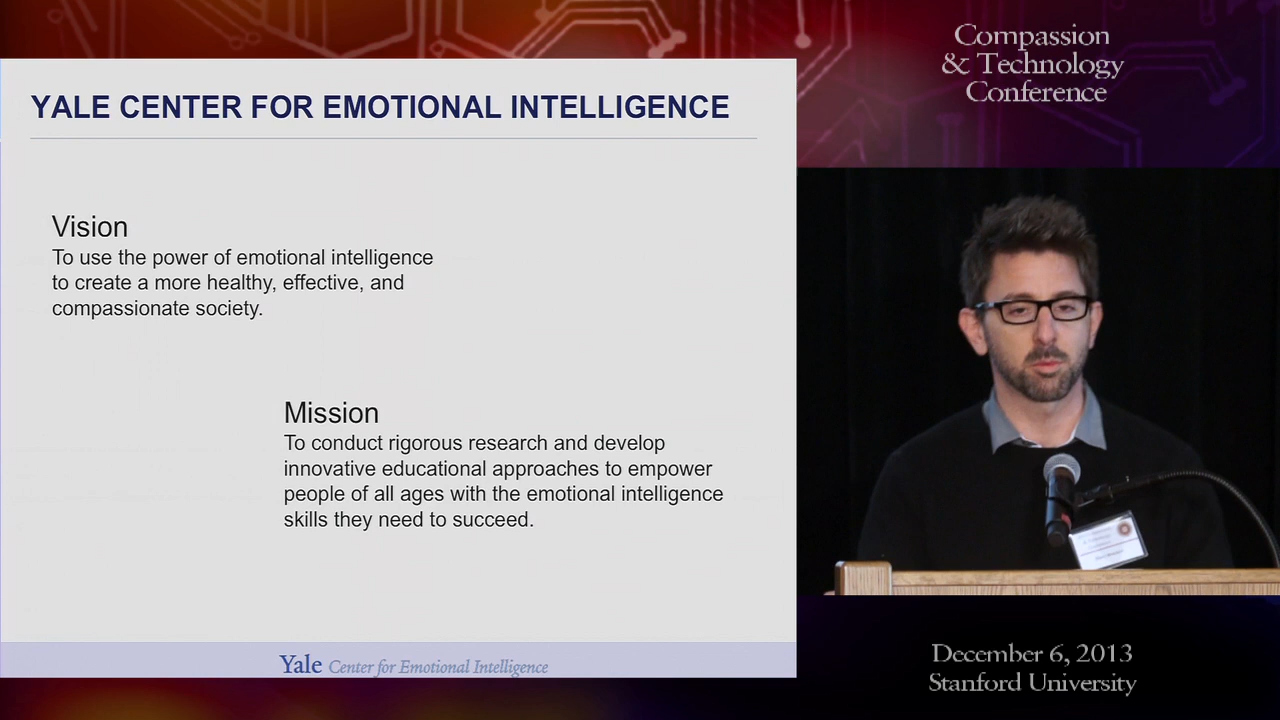 YALE CENTER FOR EMOTIONAL INTELLIGENCE
Vision
To use the power of emotional intelligence
to create a more healthy, effective, and
compassionate society.
Mission
To conduct rigorous research and develop
innovative educational approaches to empower
people of all ages with the emotional intelligence
skills they need to succeed.
Yale Center for Emotional Intelligence
Compassion
& Technology
Conference
December 6, 2013
Stanford University